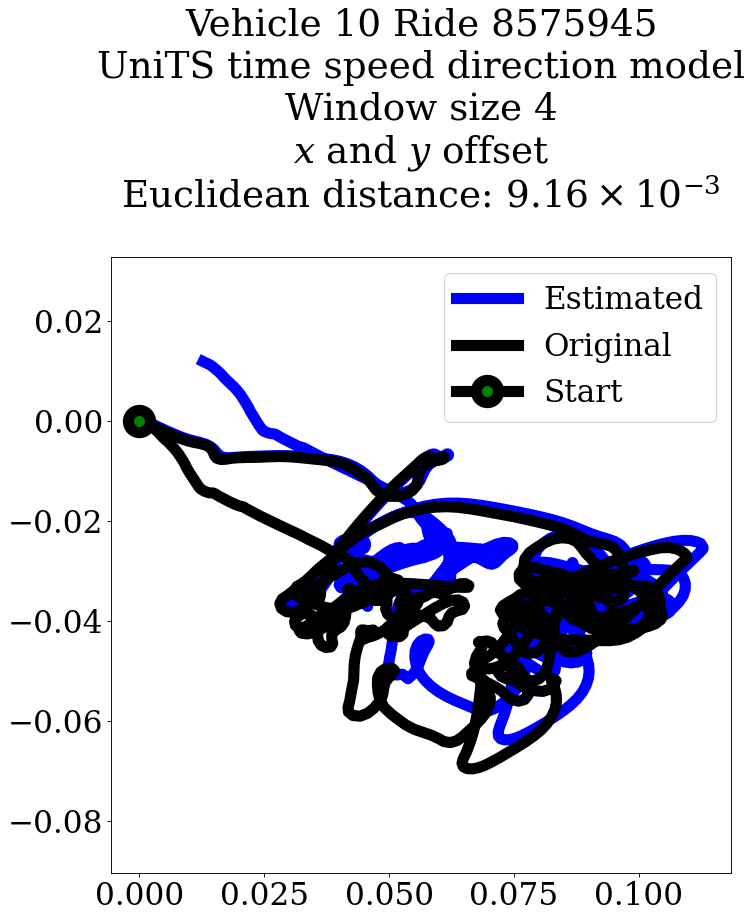 Vehicle 10 Ride 8575945
UniTS time speed direction model
Window size 4
x and y offset
Euclidean distance: 9.16 × 10⁻³
Estimated
Original
Start
0.02
0.00
−0.02
−0.04
−0.06
−0.08
0.000 0.025 0.050 0.075 0.100